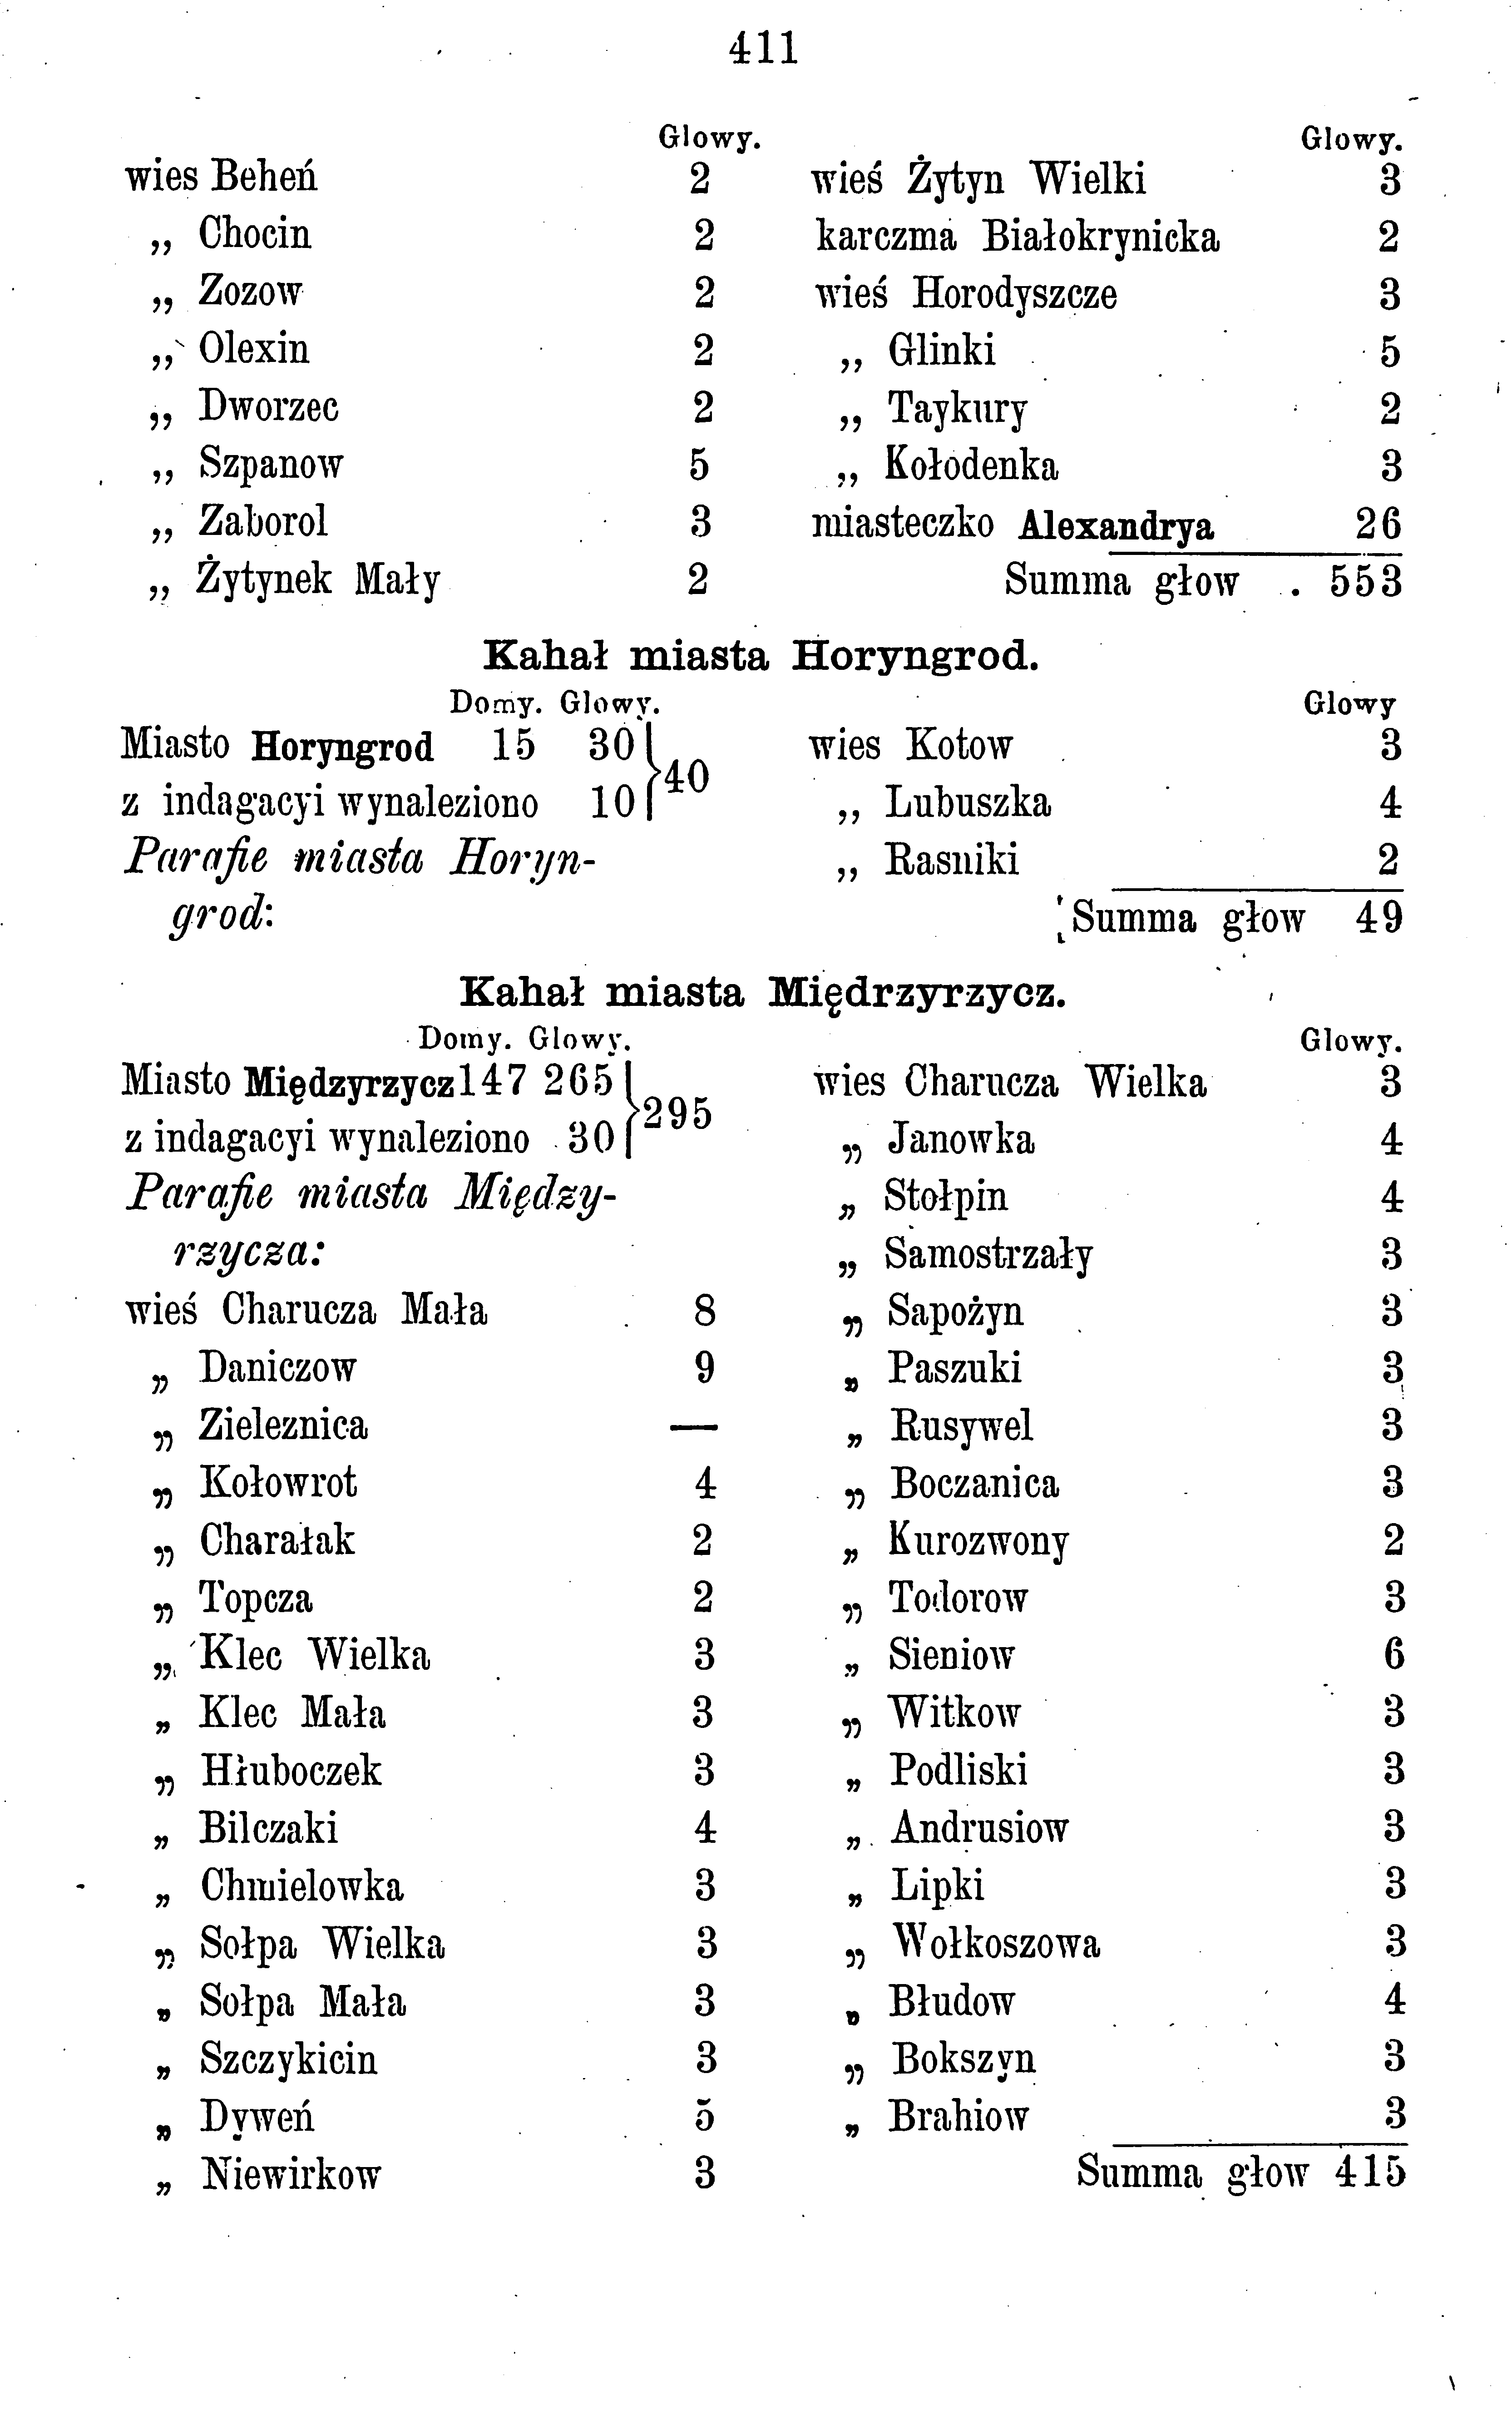 411
Glowy.
wies Beheń 2
„ Chocin 2
„ Zozow 2
„ Olexin 2
„ Dworzec 2
„ Szpanow 5
„ Zaborol 3
„ Żytynek Mały 2
Glowy.
wieś Żytyn Wielki 3
karczma Białokrynicka 2
wieś Horodyszcze 3
„ Glinki 5
„ Taykury 2
„ Kołodenka 3
miasteczko Alexandrya 26
Summa głow . 553
Kahał miasta Horyngrod.
Domy. Glowy.
Miasto Horyngrod 15 30
z indagacyi wynaleziono 10 } 40
Parafie miasta Horyn-
grod:
Glowy
wies Kotow 3
„ Lubuszka 4
„ Rasniki 2
Summa głow 49
Kahał miasta Międrzyrzycz.
Domy. Glowy.
Miasto Międzyrzycz 147 265
z indagacyi wynaleziono 30 } 295
Parafie miasta Między-
rzycza:
wieś Charucza Mała 8
„ Daniczow 9
„ Zieleznica —
„ Kołowrot 4
„ Charałak 2
„ Topcza 2
„ Klec Wielka 3
„ Klec Mała 3
„ Hłuboczek 3
„ Bilczaki 4
„ Chmielowka 3
„ Sołpa Wielka 3
„ Sołpa Mała 3
„ Szczykicin 3
„ Dyweń 5
„ Niewirkow 3
Glowy.
wies Charucza Wielka 3
„ Janowka 4
„ Stołpin 4
„ Samostrzały 3
„ Sapożyn 3
„ Paszuki 3
„ Rusywel 3
„ Boczanica 3
„ Kurozwony 2
„ Todorow 3
„ Sieniow 6
„ Witkow 3
„ Podliski 3
„ Andrusiow 3
„ Lipki 3
„ Wołkoszowa 3
„ Błudow 4
„ Bokszyn 3
„ Brahiow 3
Summa głow 415